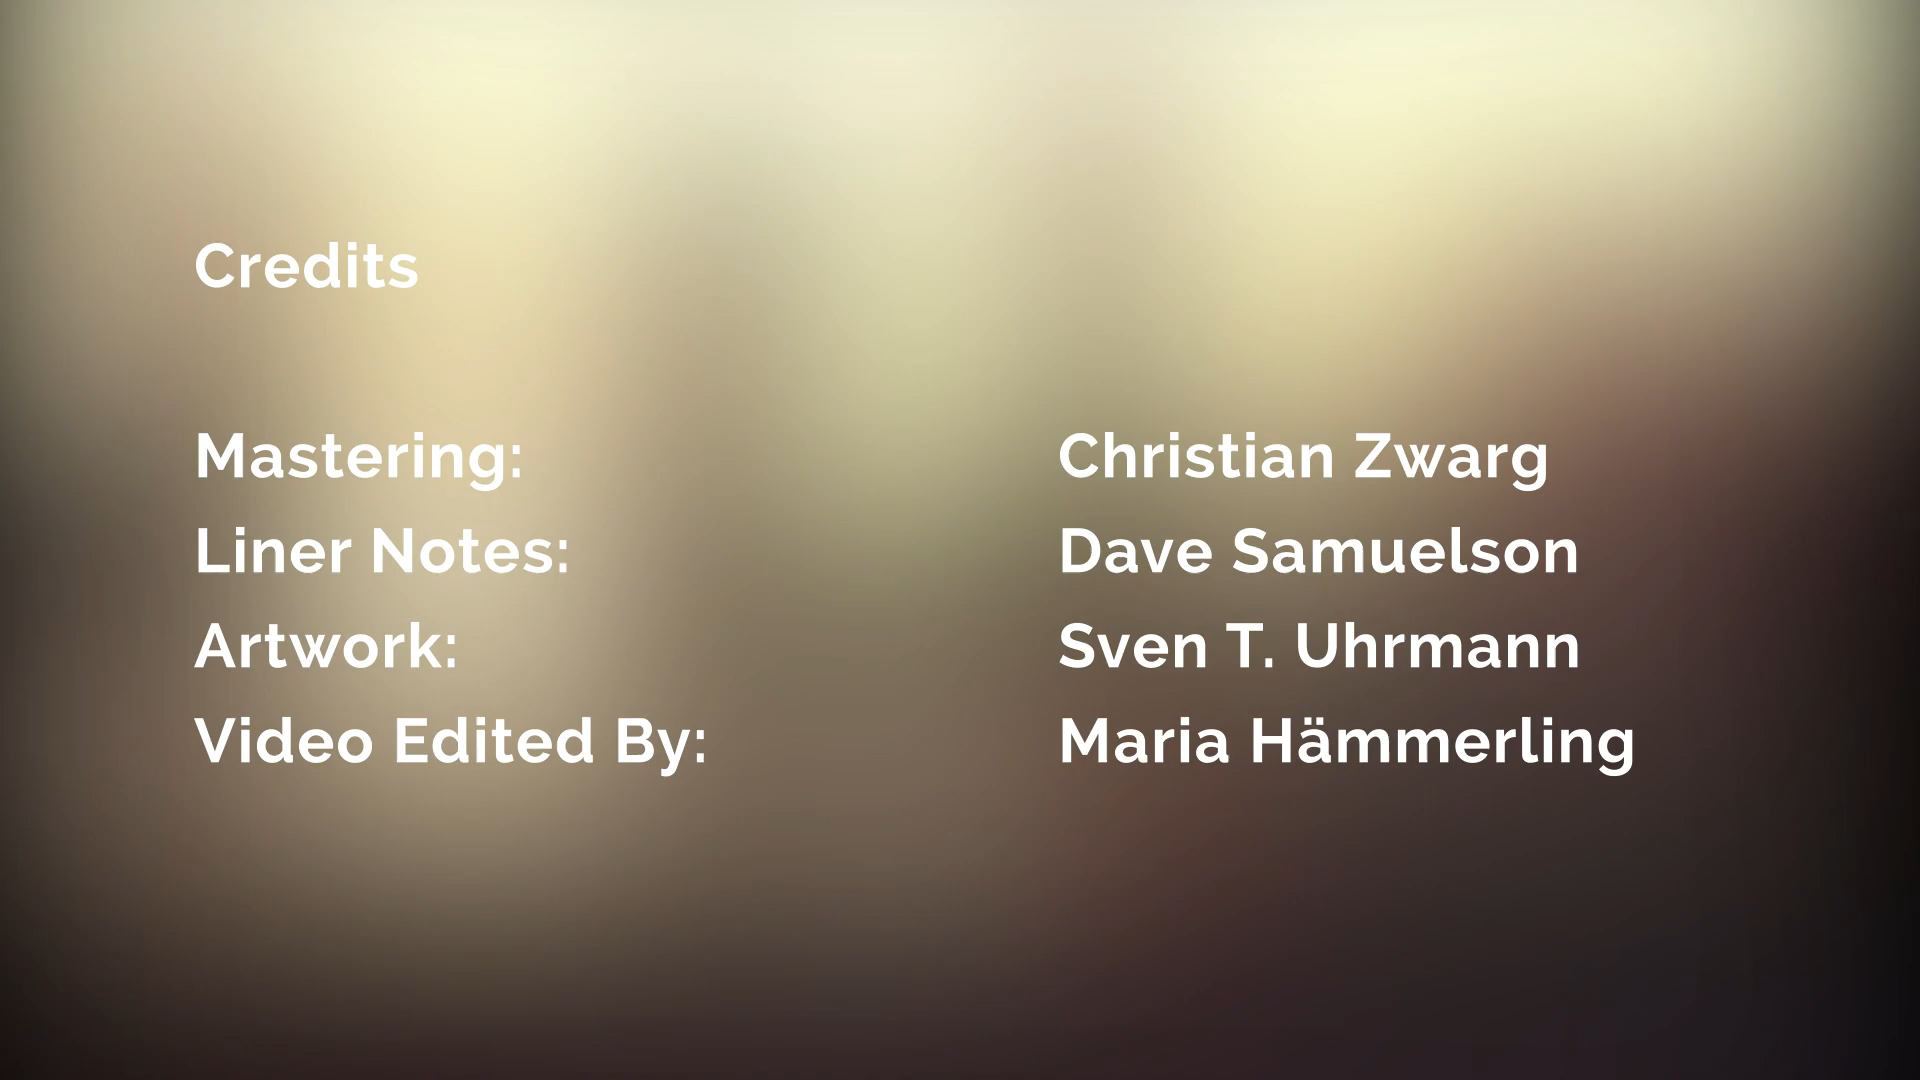 Credits
Mastering: Christian Zwarg
Liner Notes: Dave Samuelson
Artwork: Sven T. Uhrmann
Video Edited By: Maria Hämmerling